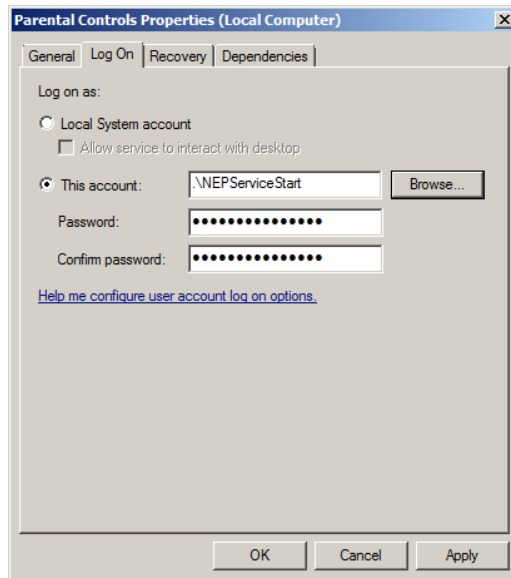 Parental Controls Properties (Local Computer)
General Log On Recovery Dependencies
Log on as:
Local System account
Allow service to interact with desktop
This account: .\NEPServiceStart Browse...
Password: •••••••••••••••
Confirm password: •••••••••••••••
Help me configure user account log on options.
OK Cancel Apply